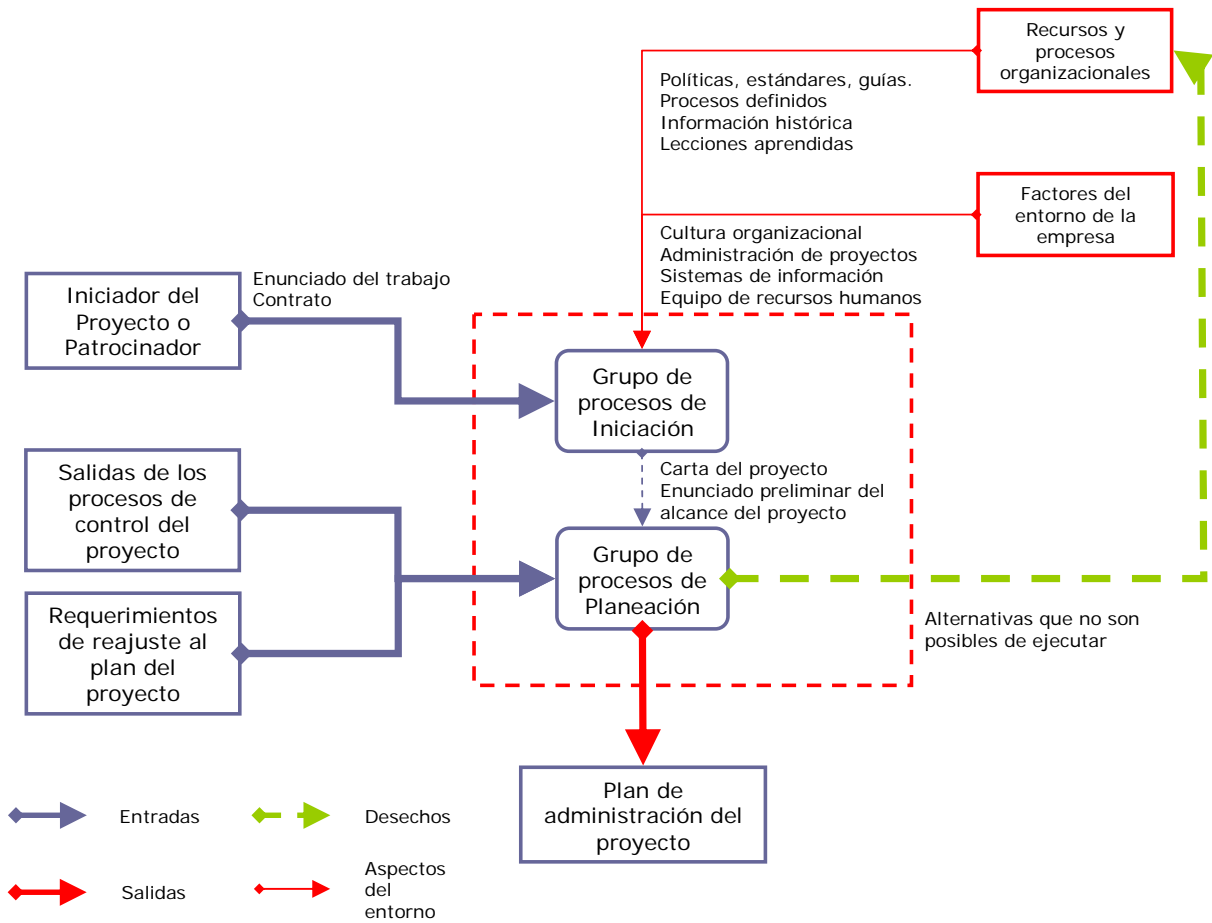 Recursos y
procesos
organizacionales
Políticas, estándares, guías.
Procesos definidos
Información histórica
Lecciones aprendidas
Factores del
entorno de la
empresa
Cultura organizacional
Administración de proyectos
Sistemas de información
Equipo de recursos humanos
Iniciador del
Proyecto o
Patrocinador
Enunciado del trabajo
Contrato
Grupo de
procesos de
Iniciación
Carta del proyecto
Enunciado preliminar del
alcance del proyecto
Salidas de los
procesos de
control del
proyecto
Grupo de
procesos de
Planeación
Requerimientos
de reajuste al
plan del
proyecto
Alternativas que no son
posibles de ejecutar
Plan de
administración del
proyecto
Entradas
Desechos
Salidas
Aspectos
del
entorno